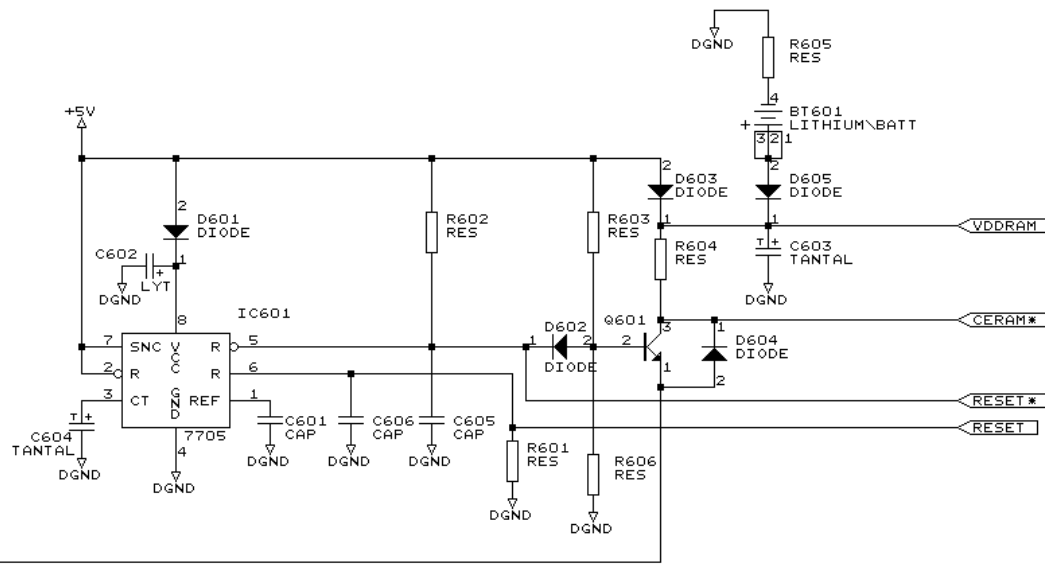 DGND
R605
RES
+5V
4
BT601
LITHIUM\BATT
+
3 2 1
2
D601
DIODE
1
C602
+
LYT
DGND
R602
RES
R603
RES
2
D603
DIODE
1
2
D605
DIODE
1
R604
RES
T +
C603
TANTAL
DGND
VDDRAM
IC601
8
7 SNC
2 R
3 CT
VCC
GND
R 5
R 6
REF 1
7705
4
DGND
T +
C604
TANTAL
DGND
C601
CAP
DGND
C606
CAP
DGND
C605
CAP
DGND
D602
1 2
DIODE
Q601
2
3
1
1
D604
DIODE
2
CERAM*
RESET*
RESET
R601
RES
DGND
R606
RES
DGND